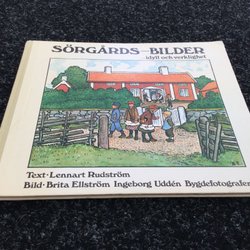 SÖRGÅRDS-BILDER
idyll och verklighet
Text·Lennart Rudström
Bild·Brita Ellström Ingeborg Uddén Bygdefotografer